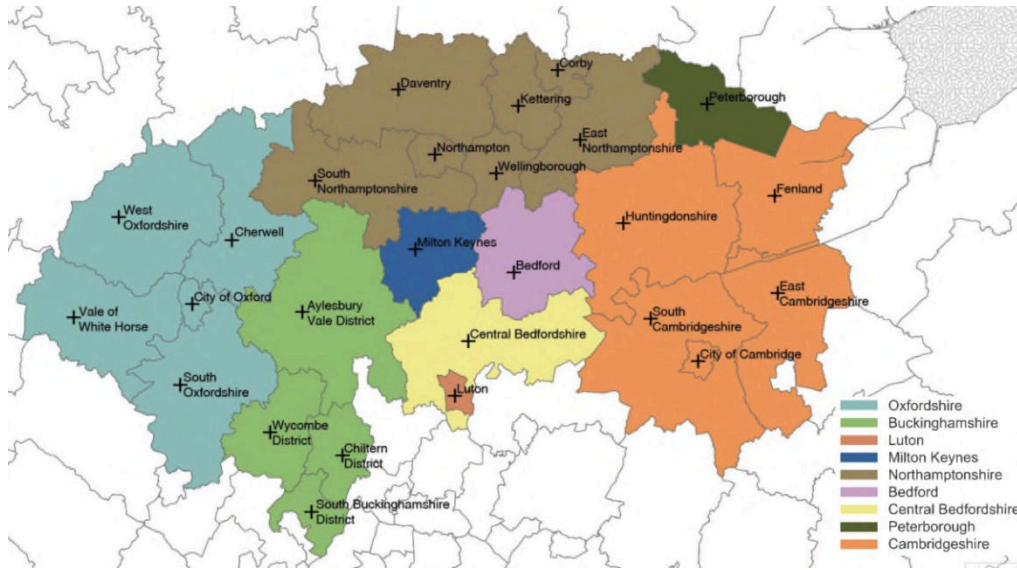 Corby
Daventry
Kettering
Peterborough
East
Northamptonshire
Northampton
Wellingborough
South
Northamptonshire
Fenland
West
Oxfordshire
Huntingdonshire
Cherwell
Milton Keynes
Bedford
East
Cambridgeshire
City of Oxford
Aylesbury
Vale District
Vale of
White Horse
South
Cambridgeshire
Central Bedfordshire
City of Cambridge
South
Oxfordshire
Luton
Wycombe
District
Chiltern
District
South Buckinghamshire
District
Oxfordshire
Buckinghamshire
Luton
Milton Keynes
Northamptonshire
Bedford
Central Bedfordshire
Peterborough
Cambridgeshire